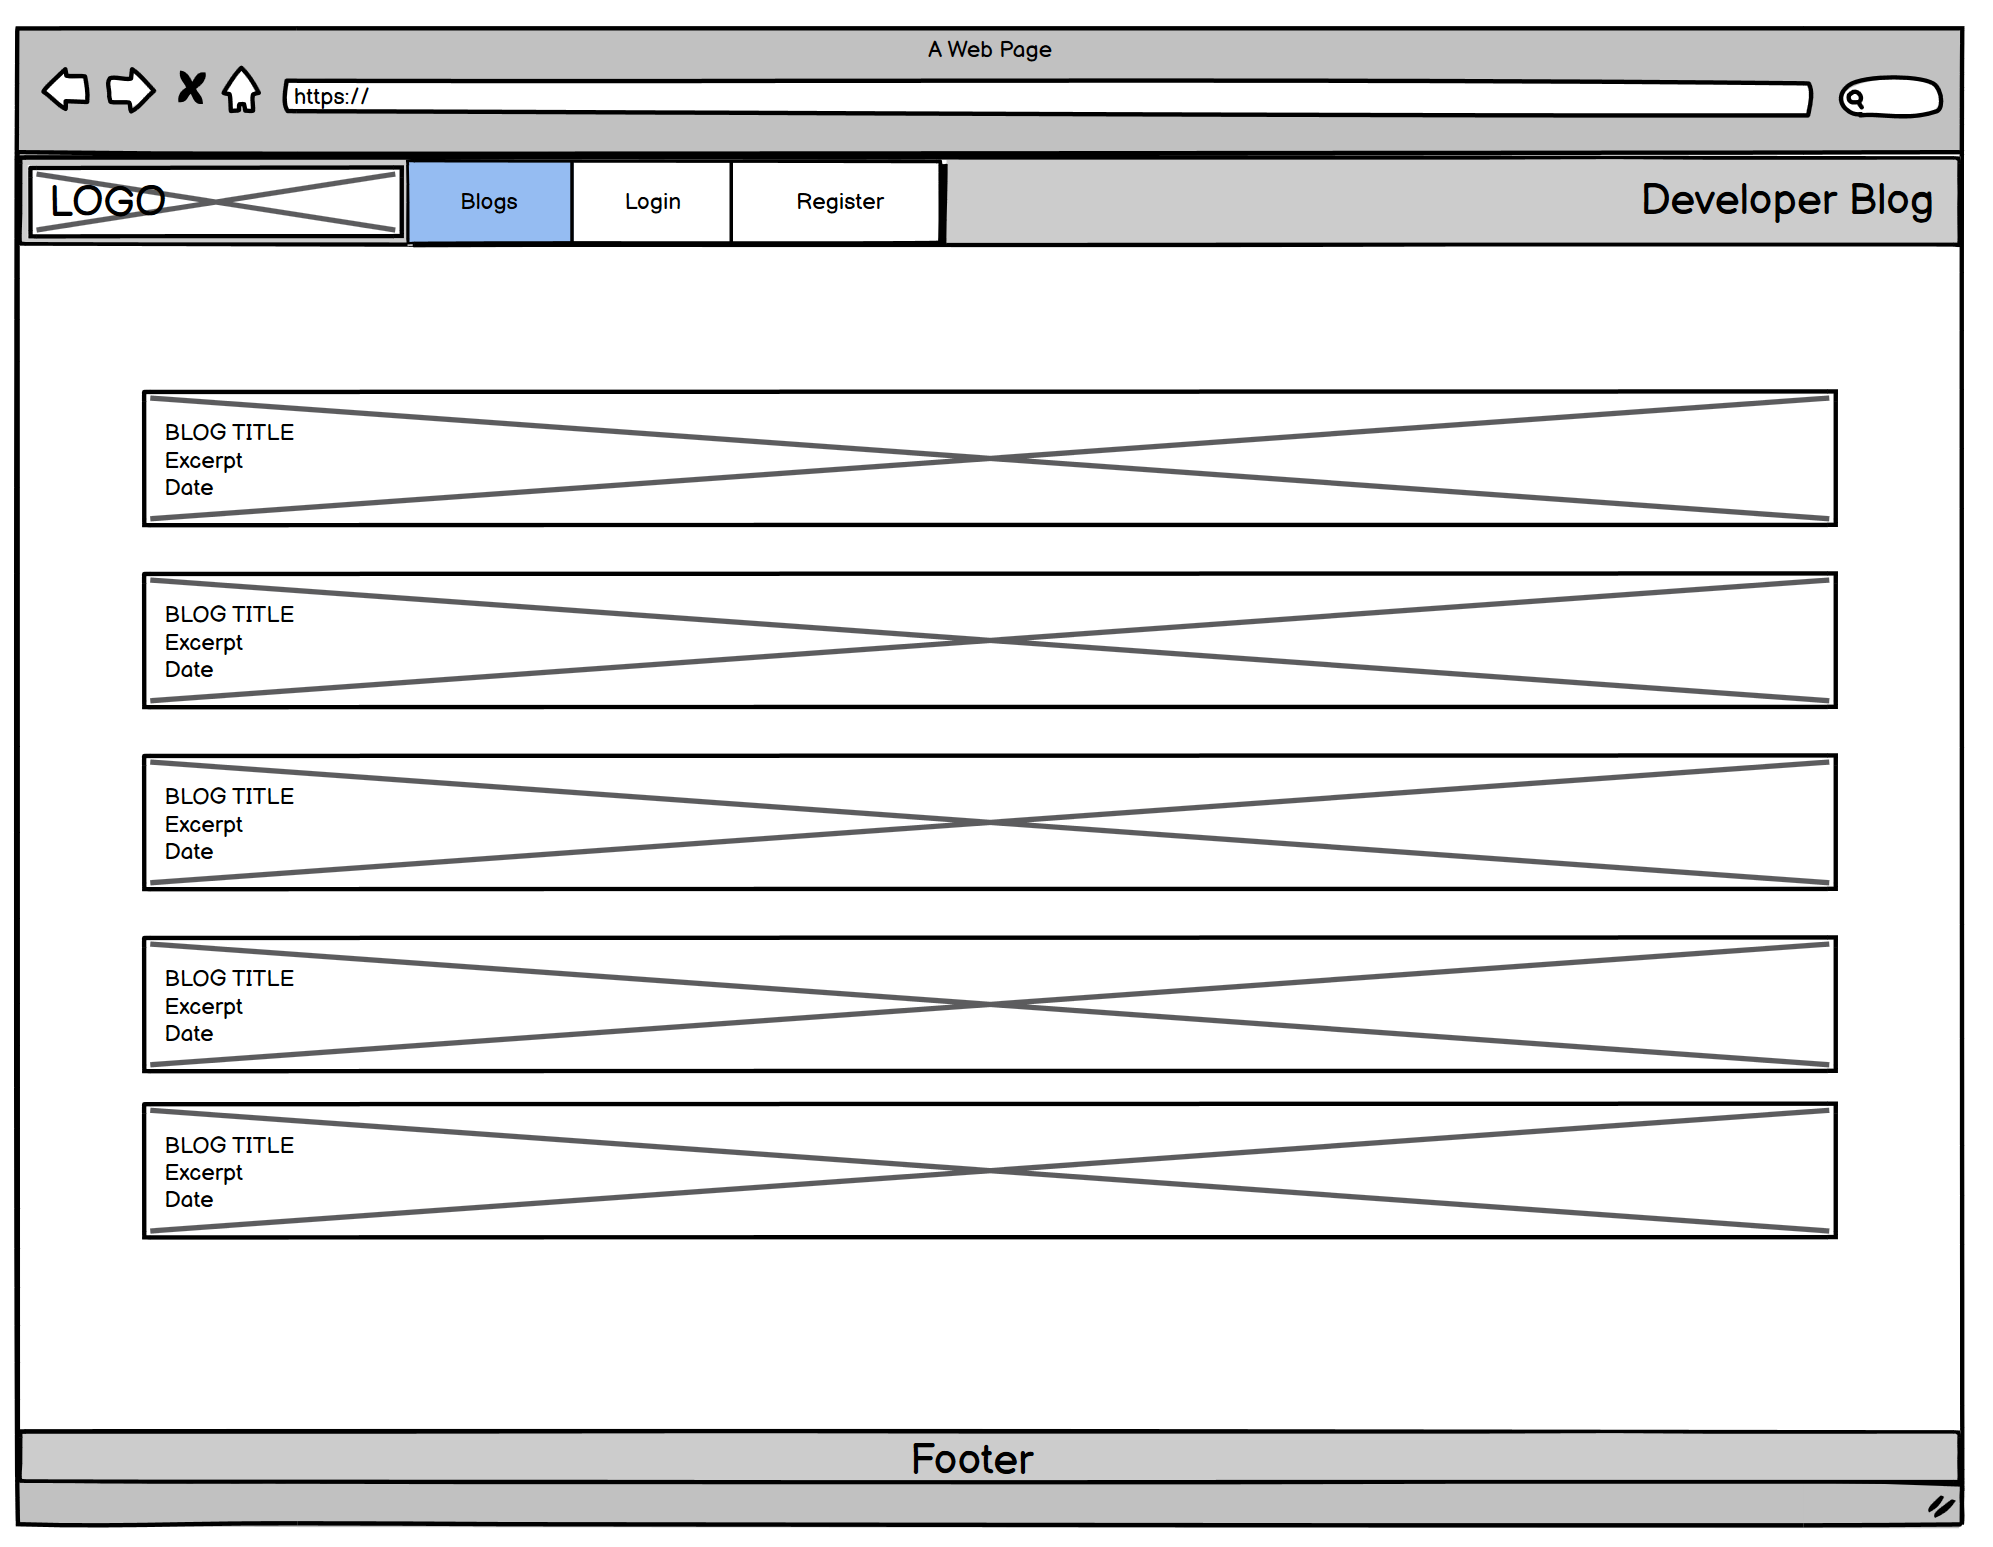 A Web Page
https://
LOGO
Blogs
Login
Register
Developer Blog
BLOG TITLE
Excerpt
Date
BLOG TITLE
Excerpt
Date
BLOG TITLE
Excerpt
Date
BLOG TITLE
Excerpt
Date
BLOG TITLE
Excerpt
Date
Footer